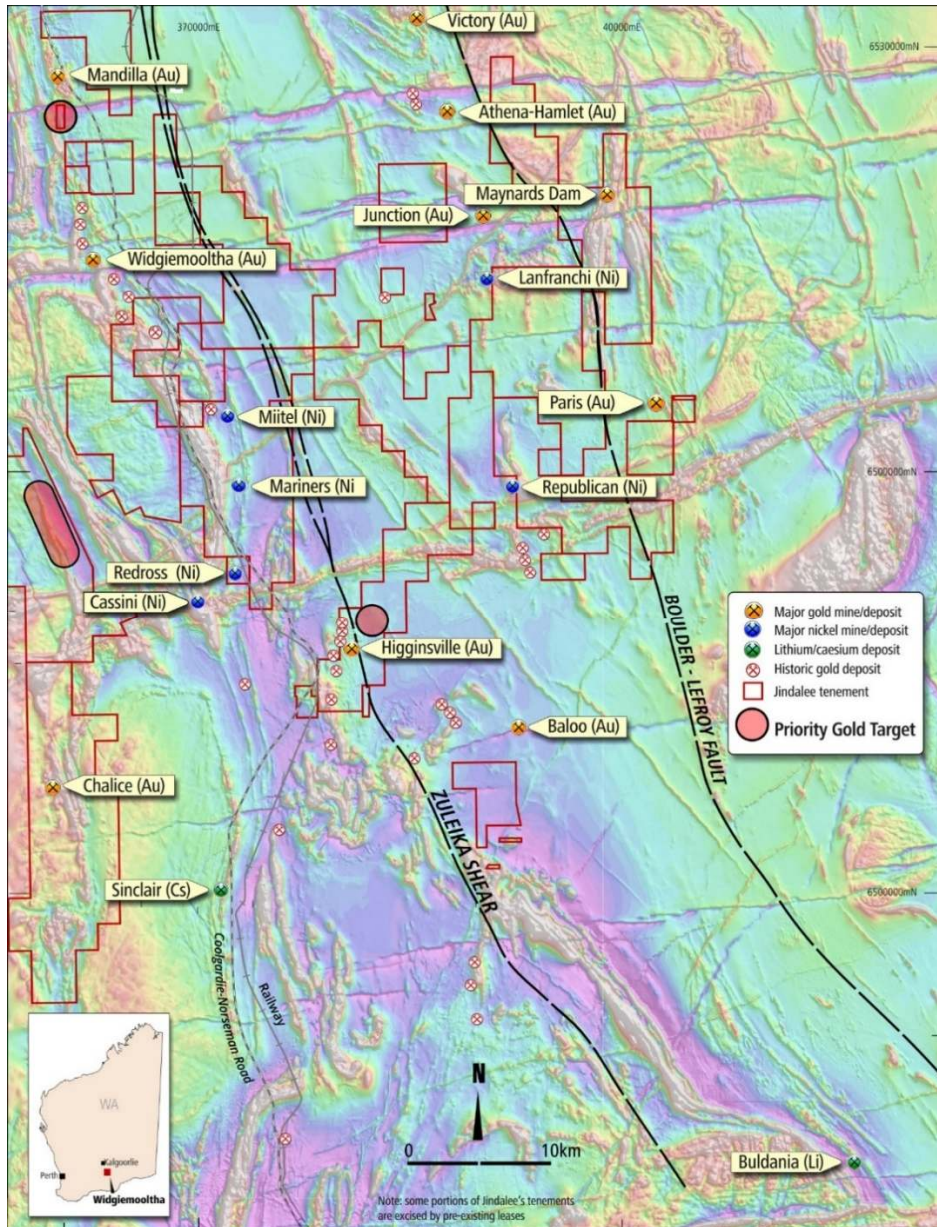 Victory (Au)
370000mE
40000mE
6530000mN
Mandilla (Au)
Athena-Hamlet (Au)
Maynards Dam
Junction (Au)
Widgiemooltha (Au)
Lanfranchi (Ni)
Paris (Au)
Miitel (Ni)
6500000mN
Mariners (Ni
Republican (Ni)
Redross (Ni)
Cassini (Ni)
BOULDER - LEFROY FAULT
Major gold mine/deposit
Major nickel mine/deposit
Lithium/caesium deposit
Historic gold deposit
Jindalee tenement
Priority Gold Target
Higginsville (Au)
Baloo (Au)
Chalice (Au)
ZULEIKA SHEAR
Sinclair (Cs)
6500000mN
Coolgardie-Norseman Road
Railway
WA
Kalgoorlie
Perth
Widgiemooltha
N
0 10km
Buldania (Li)
Note: some portions of Jindalee's tenements
are excised by pre-existing leases